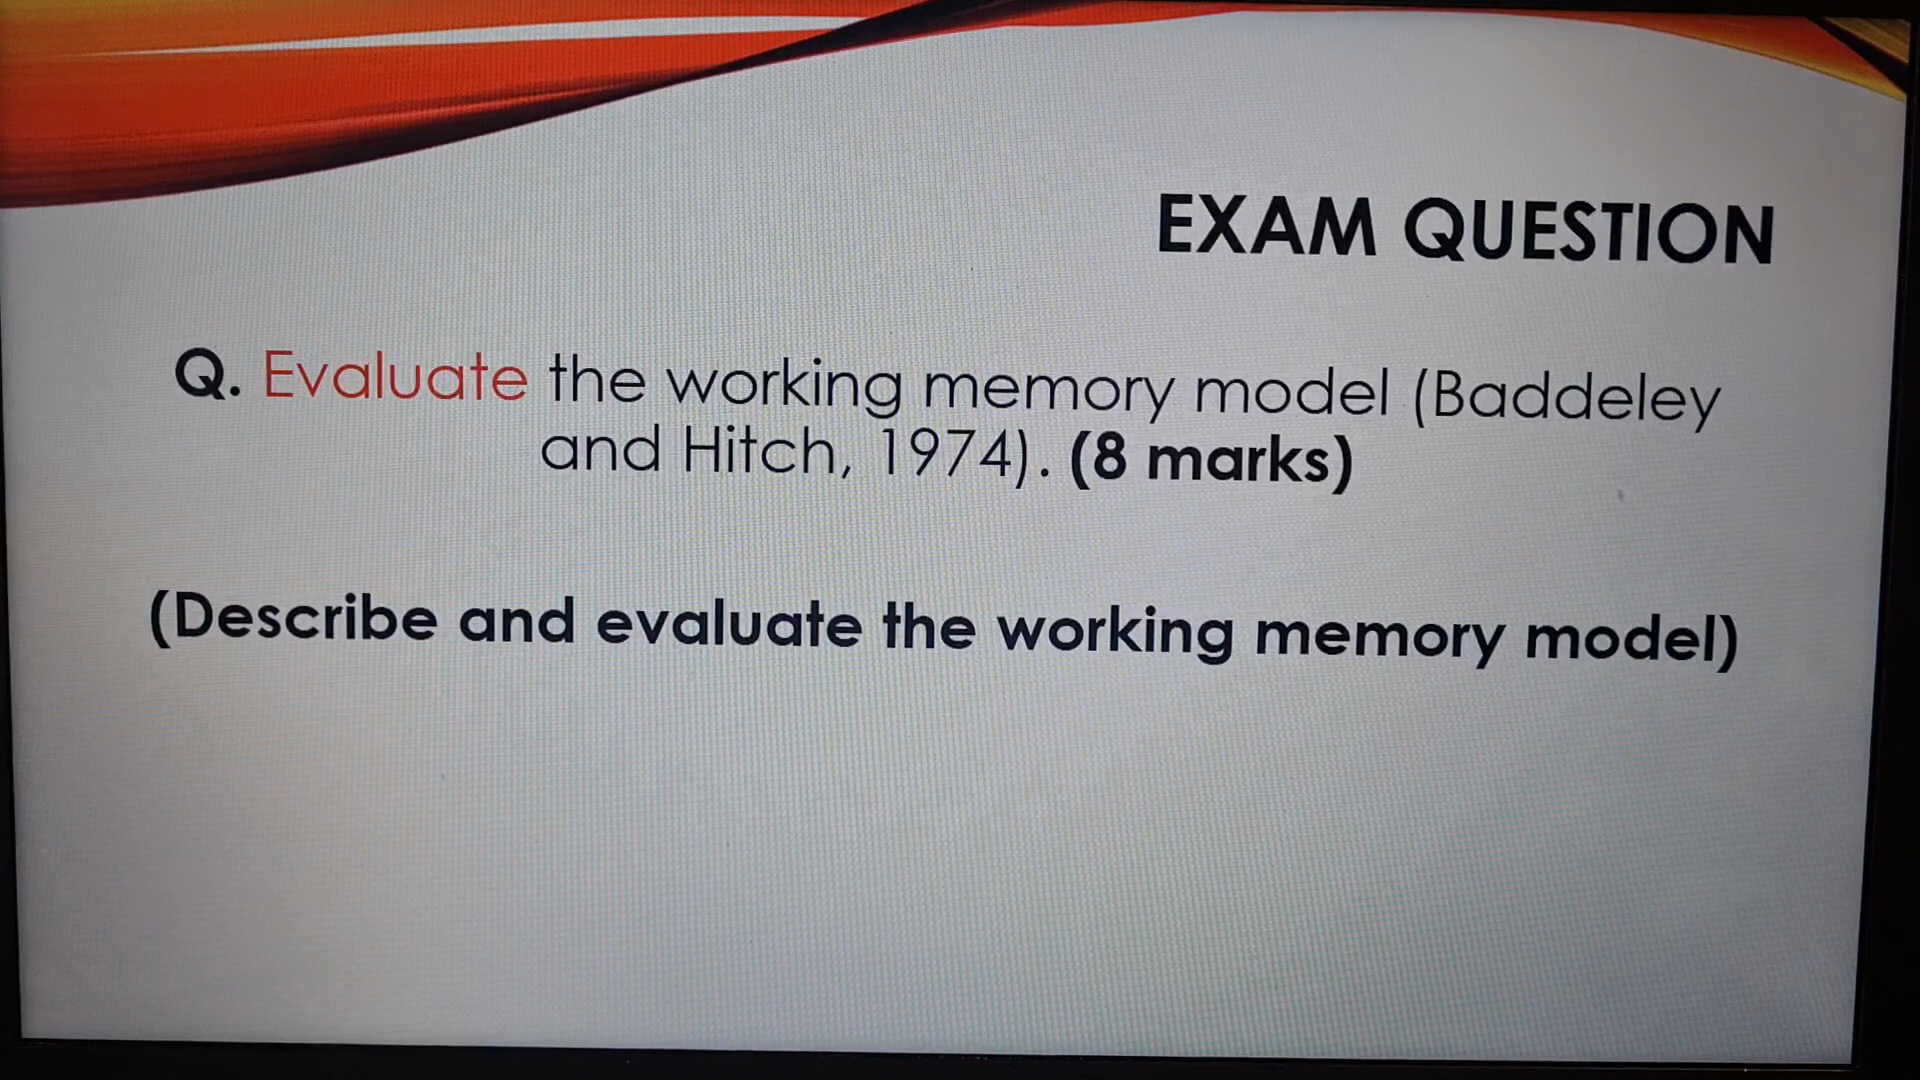 EXAM QUESTION
Q. Evaluate the working memory model (Baddeley
and Hitch, 1974). (8 marks)
(Describe and evaluate the working memory model)